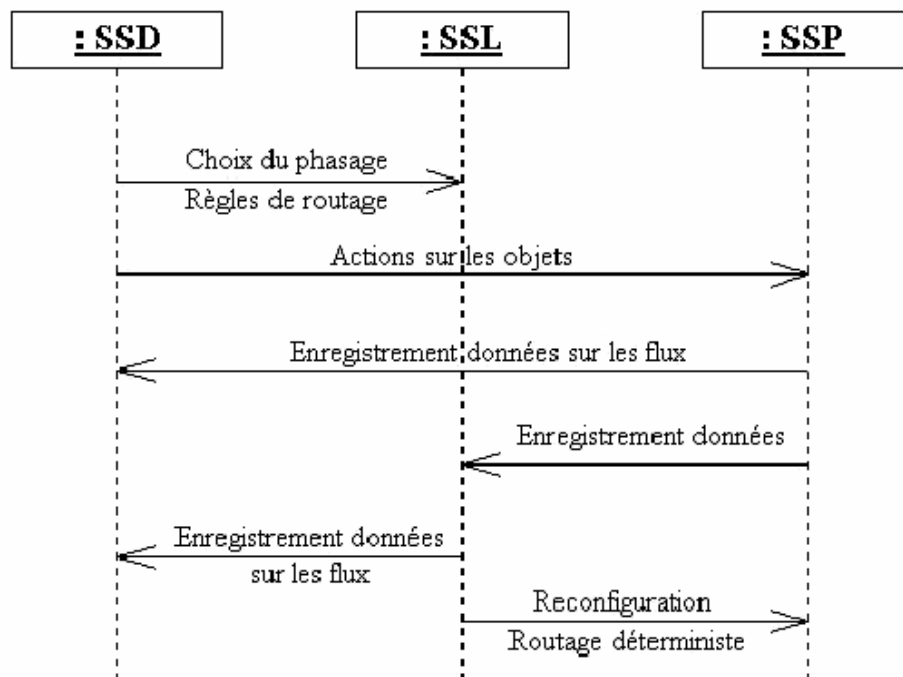 : SSD
: SSL
: SSP
Choix du phasage
Règles de routage
Actions sur les objets
Enregistrement données sur les flux
Enregistrement données
Enregistrement données
sur les flux
Reconfiguration
Routage déterministe